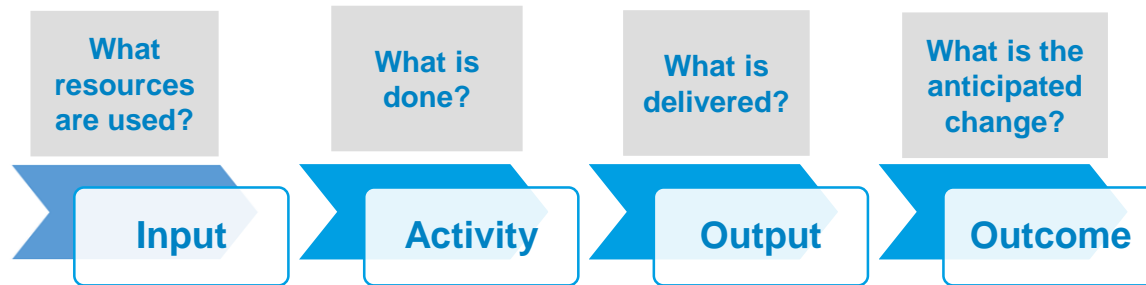 What
resources
are used?
What is
done?
What is
delivered?
What is the
anticipated
change?
Input
Activity
Output
Outcome